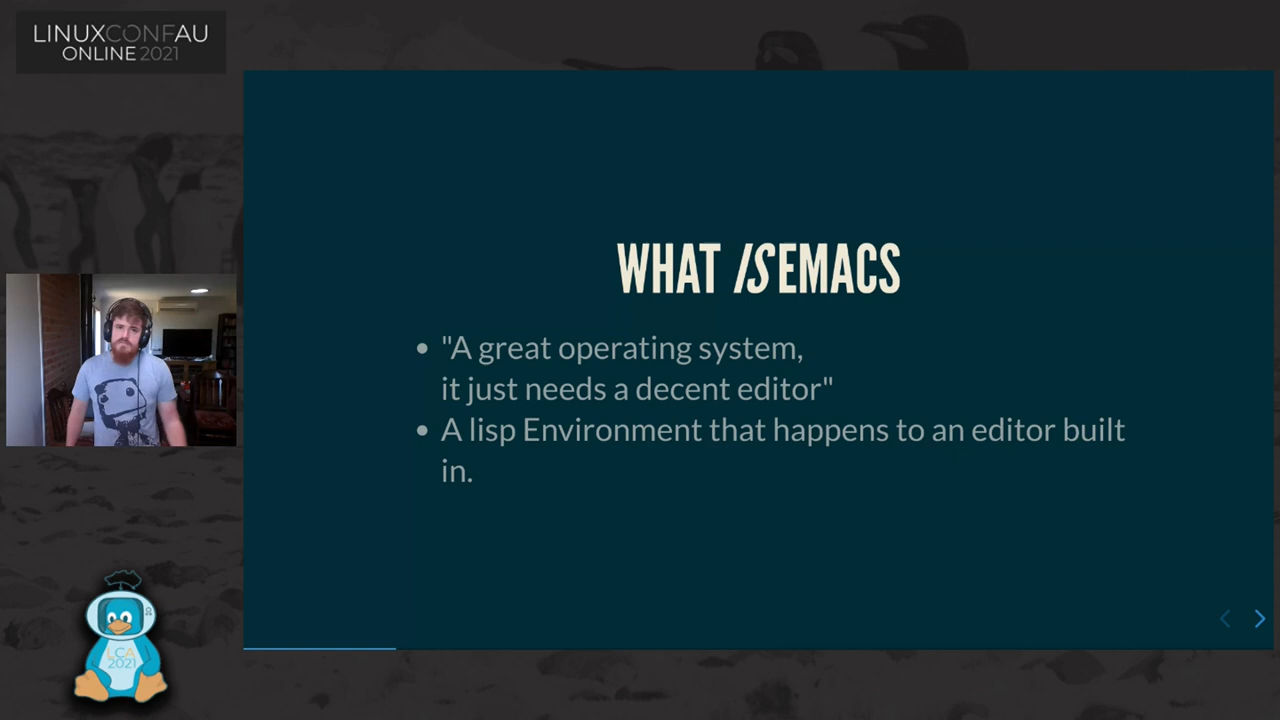 LINUXCONFAU
ONLINE 2021
WHAT IS EMACS
"A great operating system,
it just needs a decent editor"
A lisp Environment that happens to an editor built
in.
LCA
2021